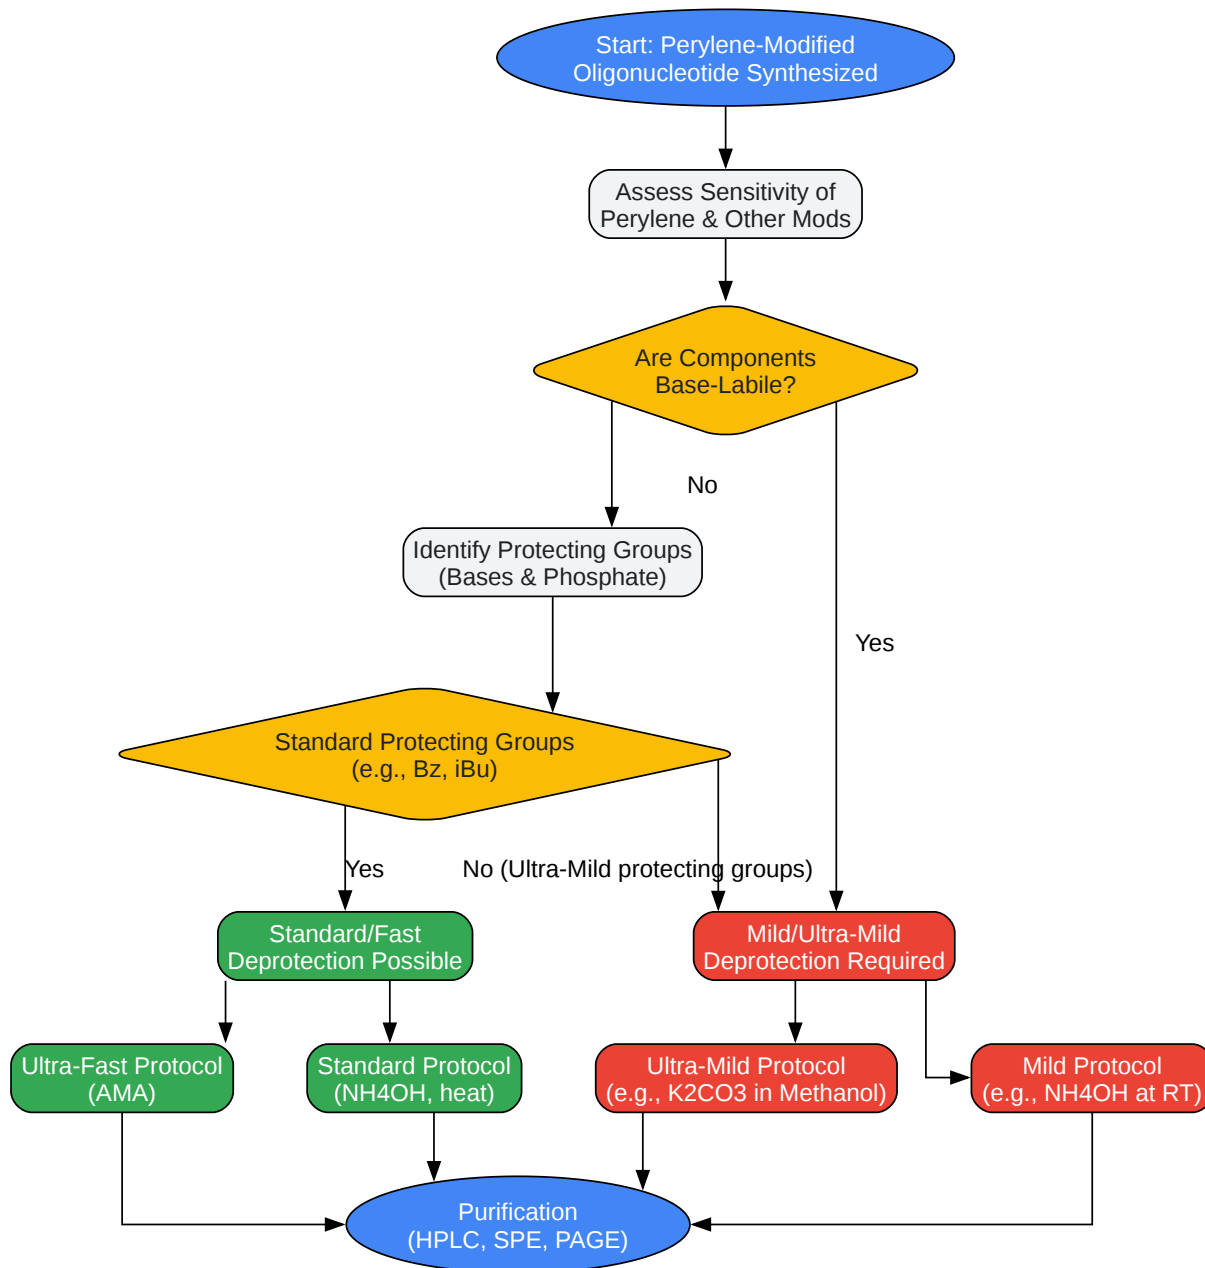 Start: Perylene-Modified
Oligonucleotide Synthesized
Assess Sensitivity of
Perylene & Other Mods
Are Components
Base-Labile?
No
Identify Protecting Groups
(Bases & Phosphate)
Yes
Standard Protecting Groups
(e.g., Bz, iBu)
Yes
No (Ultra-Mild protecting groups)
Standard/Fast
Deprotection Possible
Mild/Ultra-Mild
Deprotection Required
Ultra-Fast Protocol
(AMA)
Standard Protocol
(NH4OH, heat)
Ultra-Mild Protocol
(e.g., K2CO3 in Methanol)
Mild Protocol
(e.g., NH4OH at RT)
Purification
(HPLC, SPE, PAGE)